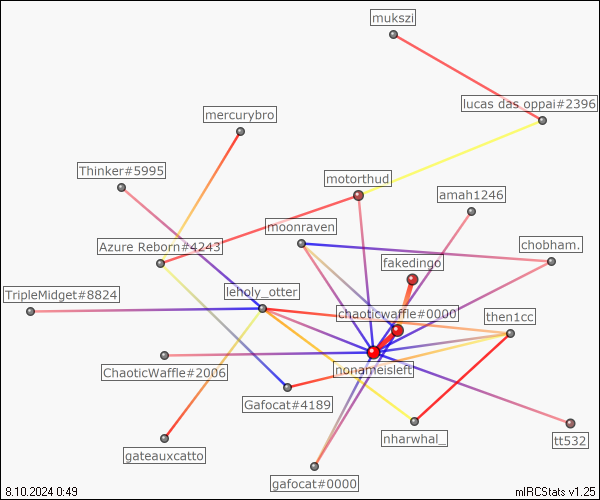 mukszi
lucas das oppai#2396
mercurybro
Thinker#5995
motorthud
amah1246
moonraven
Azure Reborn#4243
chobham.
fakedingo
TripleMidget#8824
leholy_otter
chaoticwaffle#0000
then1cc
ChaoticWaffle#2006
nonameisleft
Gafocat#4189
gateauxcatto
nharwhal_
tt532
gafocat#0000
8.10.2024 0:49
mIRCStats v1.25